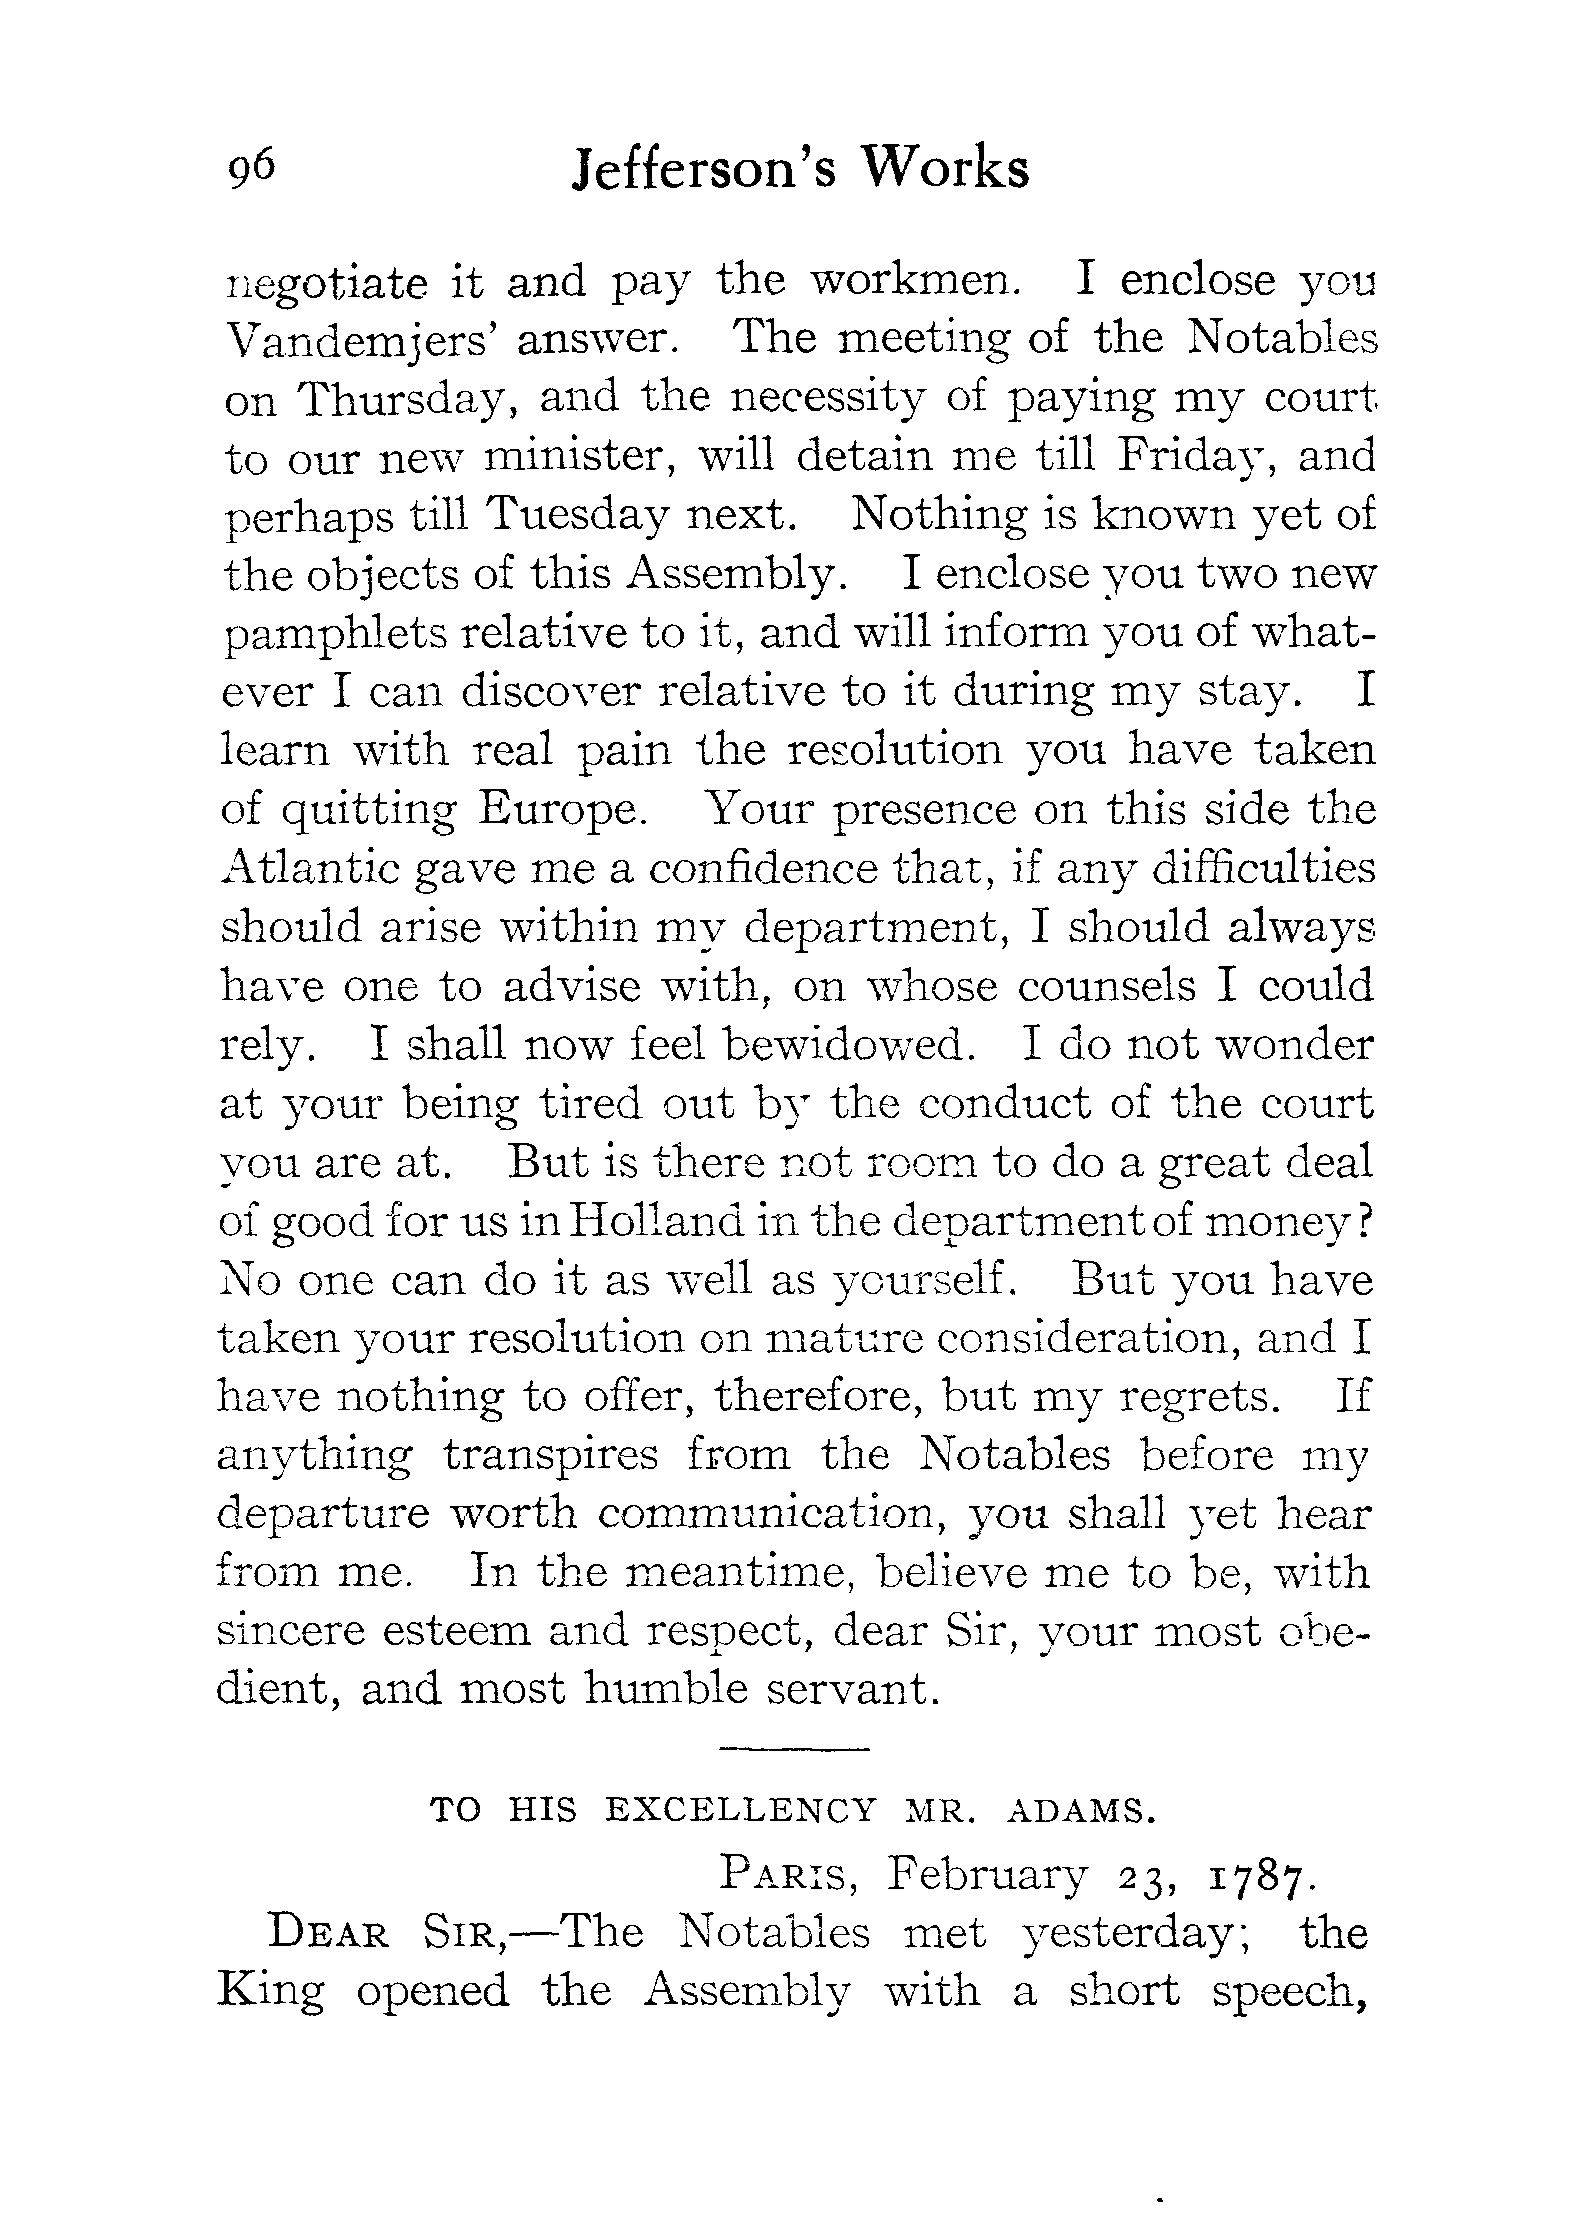 96 Jefferson's Works
negotiate it and pay the workmen. I enclose you
Vandemjers' answer. The meeting of the Notables
on Thursday, and the necessity of paying my court
to our new minister, will detain me till Friday, and
perhaps till Tuesday next. Nothing is known yet of
the objects of this Assembly. I enclose you two new
pamphlets relative to it, and will inform you of what-
ever I can discover relative to it during my stay. I
learn with real pain the resolution you have taken
of quitting Europe. Your presence on this side the
Atlantic gave me a confidence that, if any difficulties
should arise within my department, I should always
have one to advise with, on whose counsels I could
rely. I shall now feel bewidowed. I do not wonder
at your being tired out by the conduct of the court
you are at. But is there not room to do a great deal
of good for us in Holland in the department of money?
No one can do it as well as yourself. But you have
taken your resolution on mature consideration, and I
have nothing to offer, therefore, but my regrets. If
anything transpires from the Notables before my
departure worth communication, you shall yet hear
from me. In the meantime, believe me to be, with
sincere esteem and respect, dear Sir, your most obe-
dient, and most humble servant.
TO HIS EXCELLENCY MR. ADAMS.
PARIS, February 23, 1787.
DEAR SIR,—The Notables met yesterday; the
King opened the Assembly with a short speech,